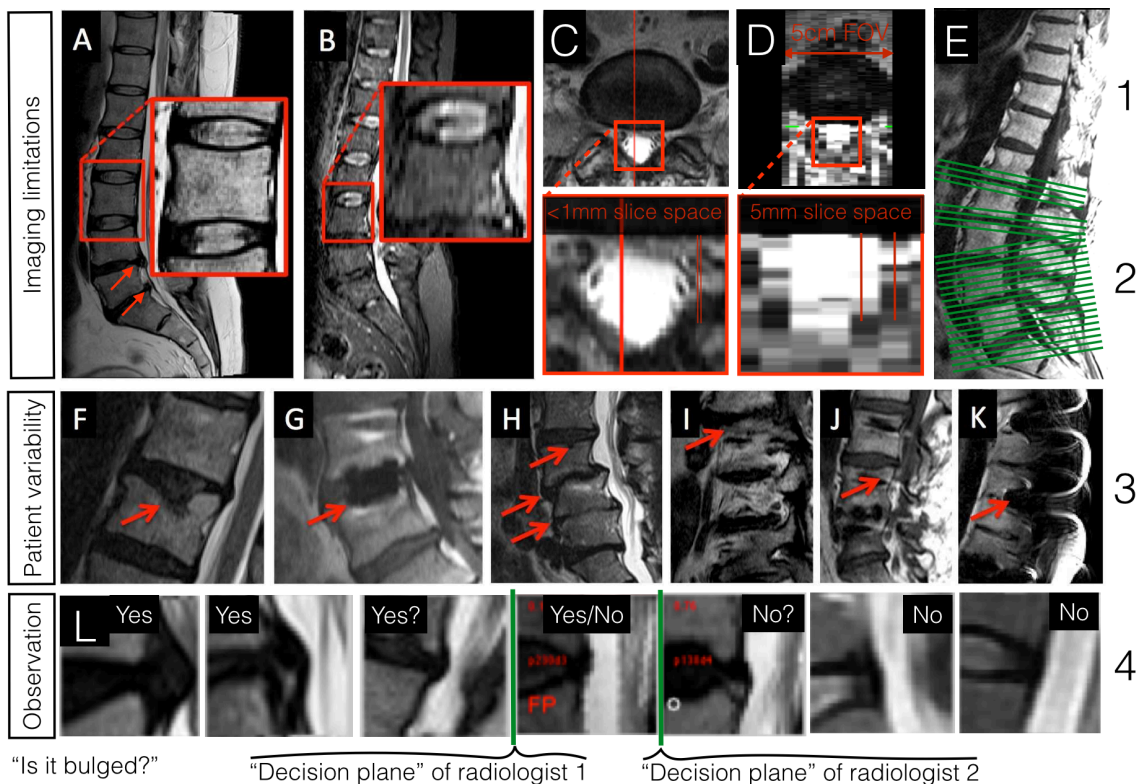 Imaging limitations
A
B
C
D
5cm FOV
E
1
<1mm slice space
5mm slice space
2
Patient variability
F
G
H
I
J
K
3
Observation
L
Yes
Yes
Yes?
Yes/No
No?
No
No
p280d3
p138d4
FP
O
4
"Is it bulged?"
"Decision plane" of radiologist 1
"Decision plane" of radiologist 2